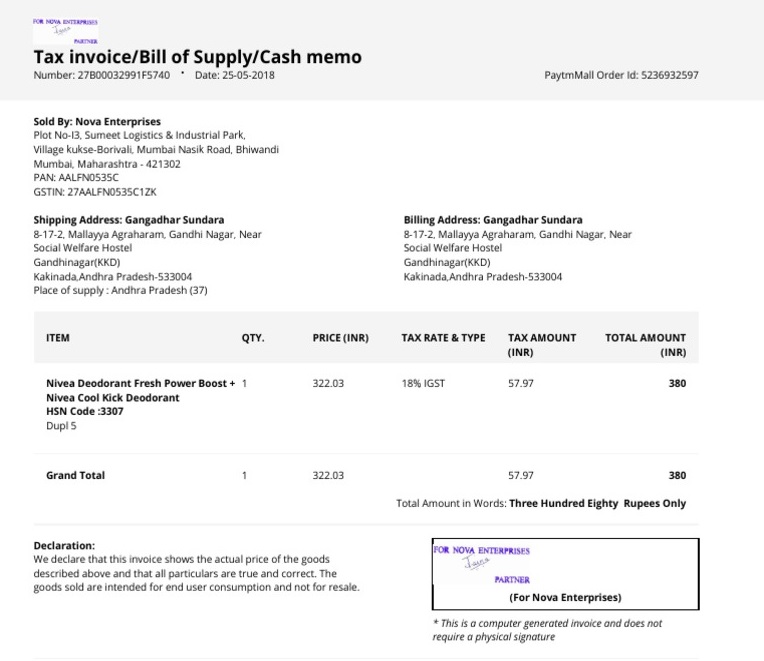 FOR NOVA ENTERPRISES
PARTNER
Tax invoice/Bill of Supply/Cash memo
Number: 27B00032991F5740 • Date: 25-05-2018 PaytmMall Order Id: 5236932597
Sold By: Nova Enterprises
Plot No-I3, Sumeet Logistics & Industrial Park,
Village kukse-Borivali, Mumbai Nasik Road, Bhiwandi
Mumbai, Maharashtra - 421302
PAN: AALFN0535C
GSTIN: 27AALFN0535C1ZK
Shipping Address: Gangadhar Sundara
8-17-2, Mallayya Agraharam, Gandhi Nagar, Near
Social Welfare Hostel
Gandhinagar(KKD)
Kakinada,Andhra Pradesh-533004
Place of supply : Andhra Pradesh (37)
Billing Address: Gangadhar Sundara
8-17-2, Mallayya Agraharam, Gandhi Nagar, Near
Social Welfare Hostel
Gandhinagar(KKD)
Kakinada,Andhra Pradesh-533004
ITEM QTY. PRICE (INR) TAX RATE & TYPE TAX AMOUNT (INR) TOTAL AMOUNT (INR)
Nivea Deodorant Fresh Power Boost + 1 322.03 18% IGST 57.97 380
Nivea Cool Kick Deodorant
HSN Code :3307
Dupl 5
Grand Total 1 322.03 57.97 380
Total Amount in Words: Three Hundred Eighty Rupees Only
Declaration:
We declare that this invoice shows the actual price of the goods
described above and that all particulars are true and correct. The
goods sold are intended for end user consumption and not for resale.
FOR NOVA ENTERPRISES
PARTNER
(For Nova Enterprises)
* This is a computer generated invoice and does not
require a physical signature